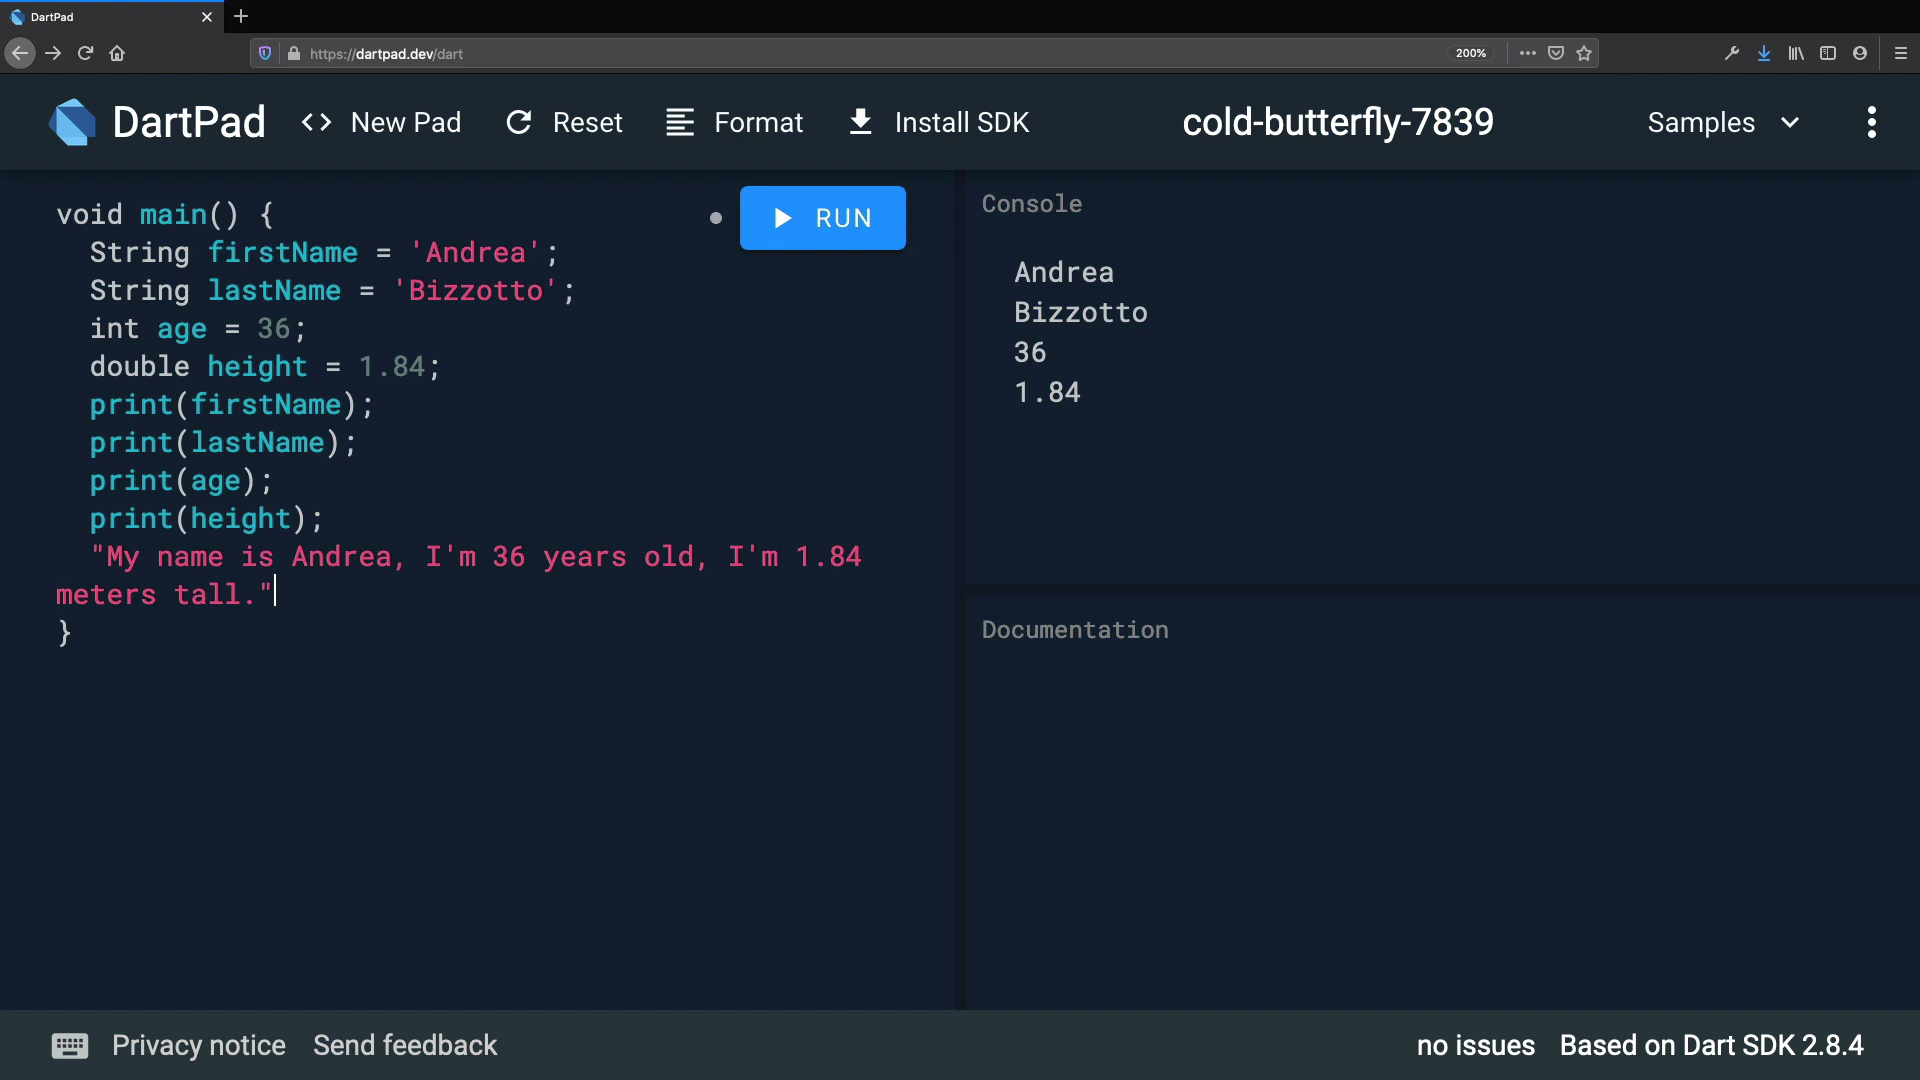 DartPad
https://dartpad.dev/dart
200%
DartPad
New Pad
Reset
Format
Install SDK
cold-butterfly-7839
Samples
void main() {
  String firstName = 'Andrea';
  String lastName = 'Bizzotto';
  int age = 36;
  double height = 1.84;
  print(firstName);
  print(lastName);
  print(age);
  print(height);
  "My name is Andrea, I'm 36 years old, I'm 1.84
meters tall."
}
RUN
Console
Andrea
Bizzotto
36
1.84
Documentation
Privacy notice
Send feedback
no issues
Based on Dart SDK 2.8.4